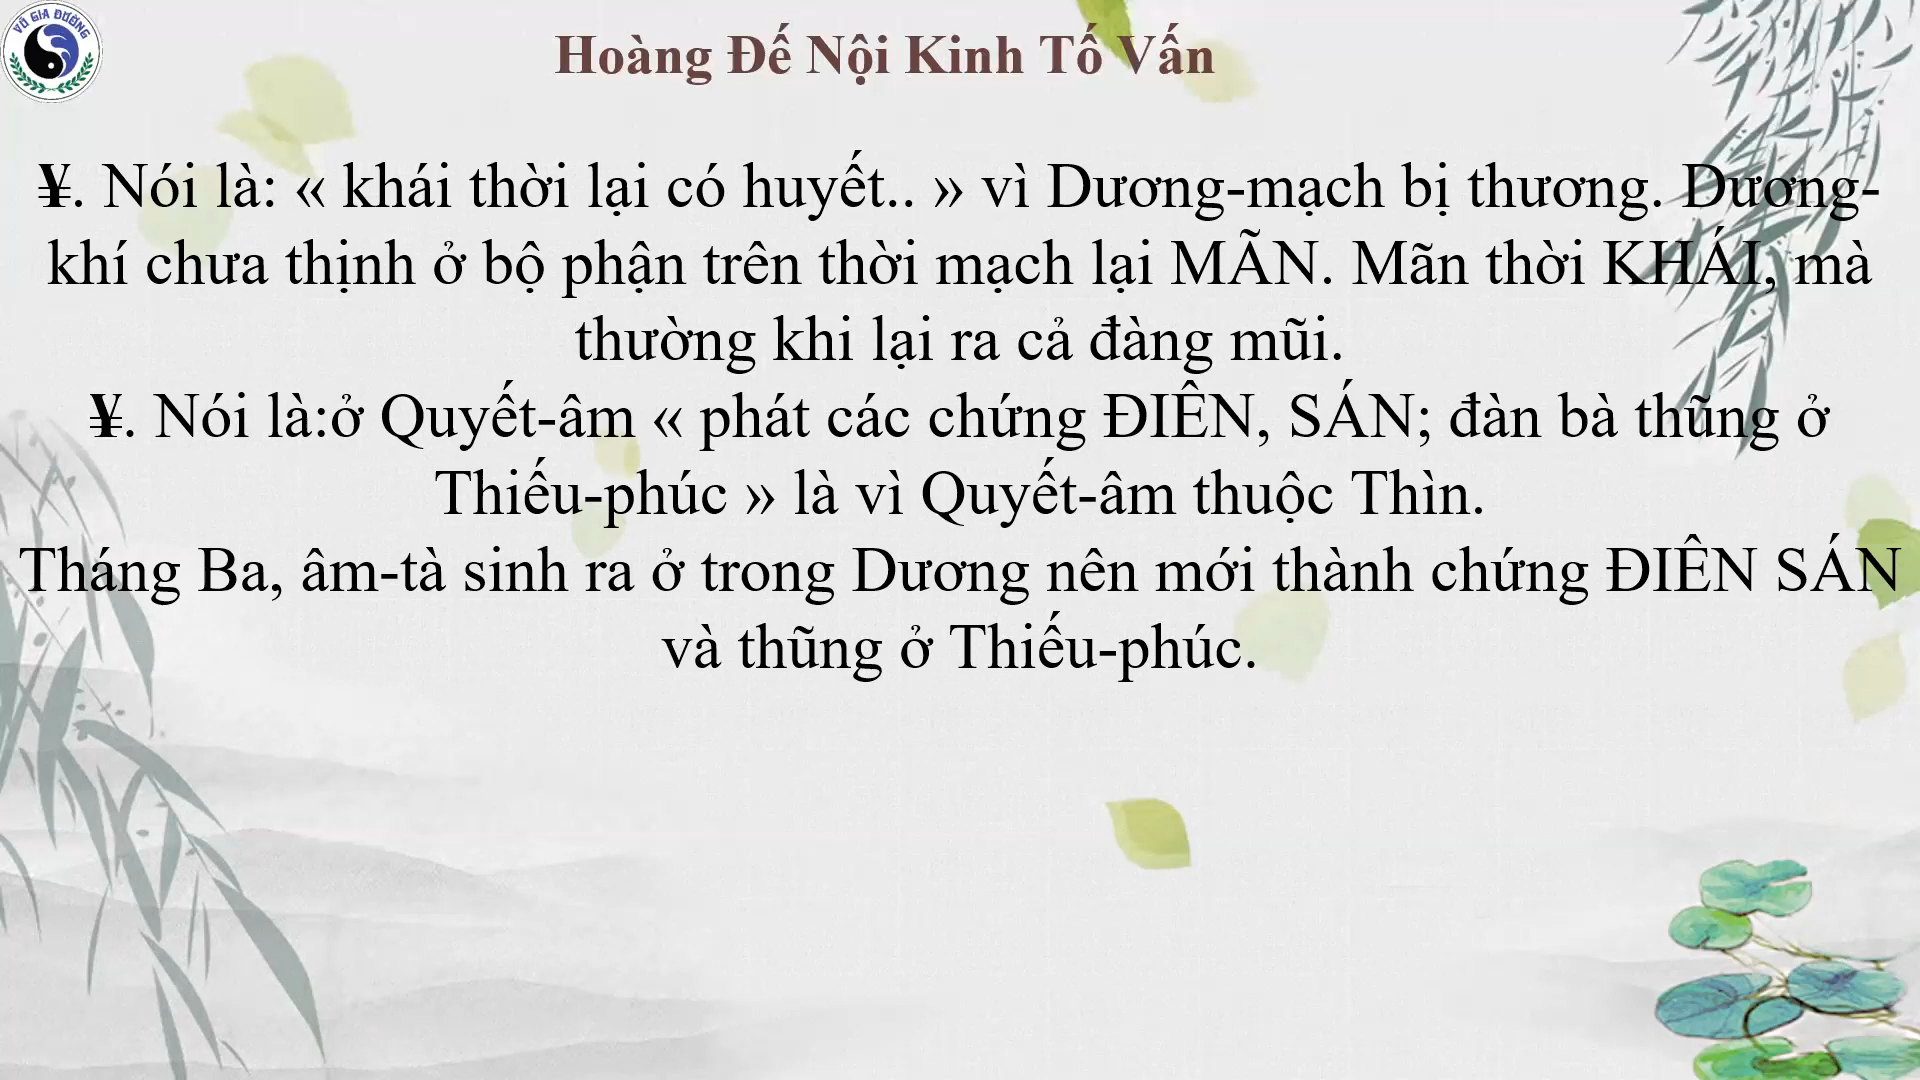 VÕ GIA ĐƯỜNG
Hoàng Đế Nội Kinh Tố Vấn
¥. Nói là: « khái thời lại có huyết.. » vì Dương-mạch bị thương. Dương-
khí chưa thịnh ở bộ phận trên thời mạch lại MÃN. Mãn thời KHÁI, mà
thường khi lại ra cả đàng mũi.
¥. Nói là:ở Quyết-âm « phát các chứng ĐIÊN, SÁN; đàn bà thũng ở
Thiếu-phúc » là vì Quyết-âm thuộc Thìn.
Tháng Ba, âm-tà sinh ra ở trong Dương nên mới thành chứng ĐIÊN SÁN
và thũng ở Thiếu-phúc.